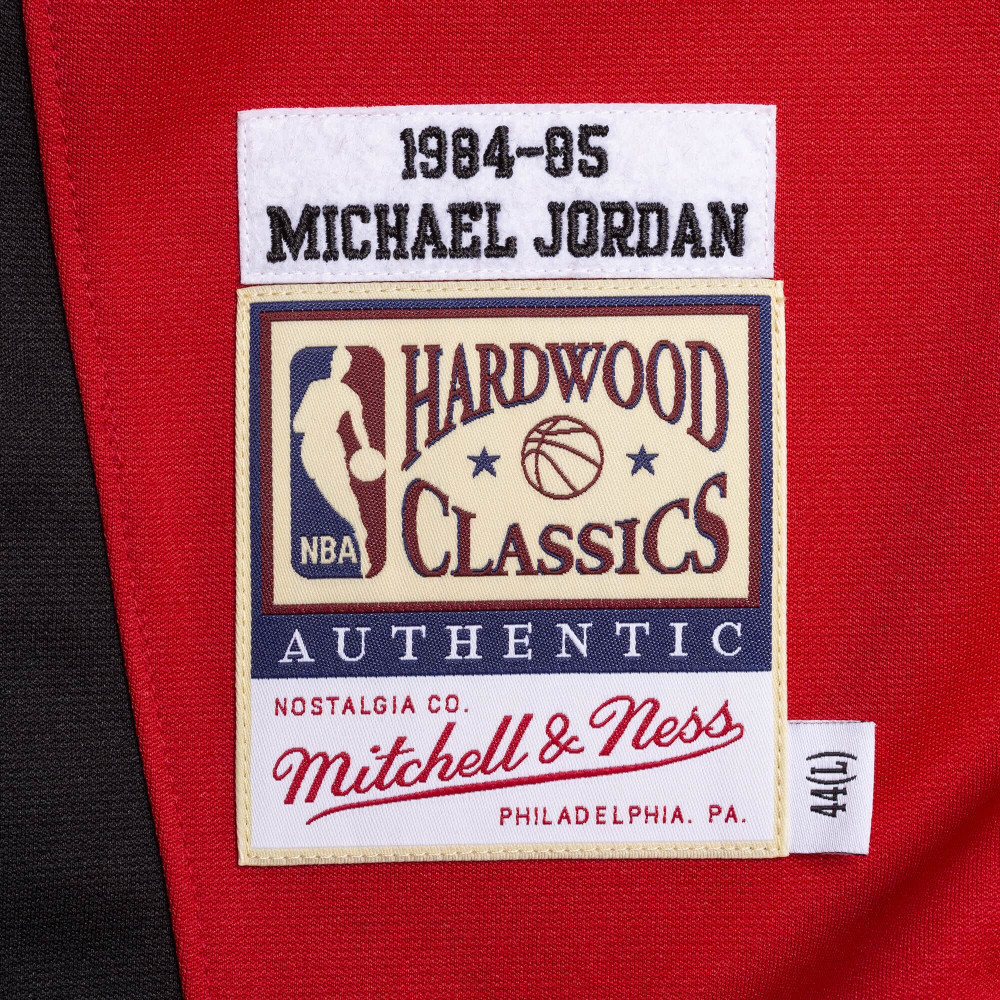 1984-85
MICHAEL JORDAN
HARDWOOD
CLASSICS
NBA
AUTHENTIC
NOSTALGIA CO.
Mitchell & Ness
PHILADELPHIA. PA.
44(L)